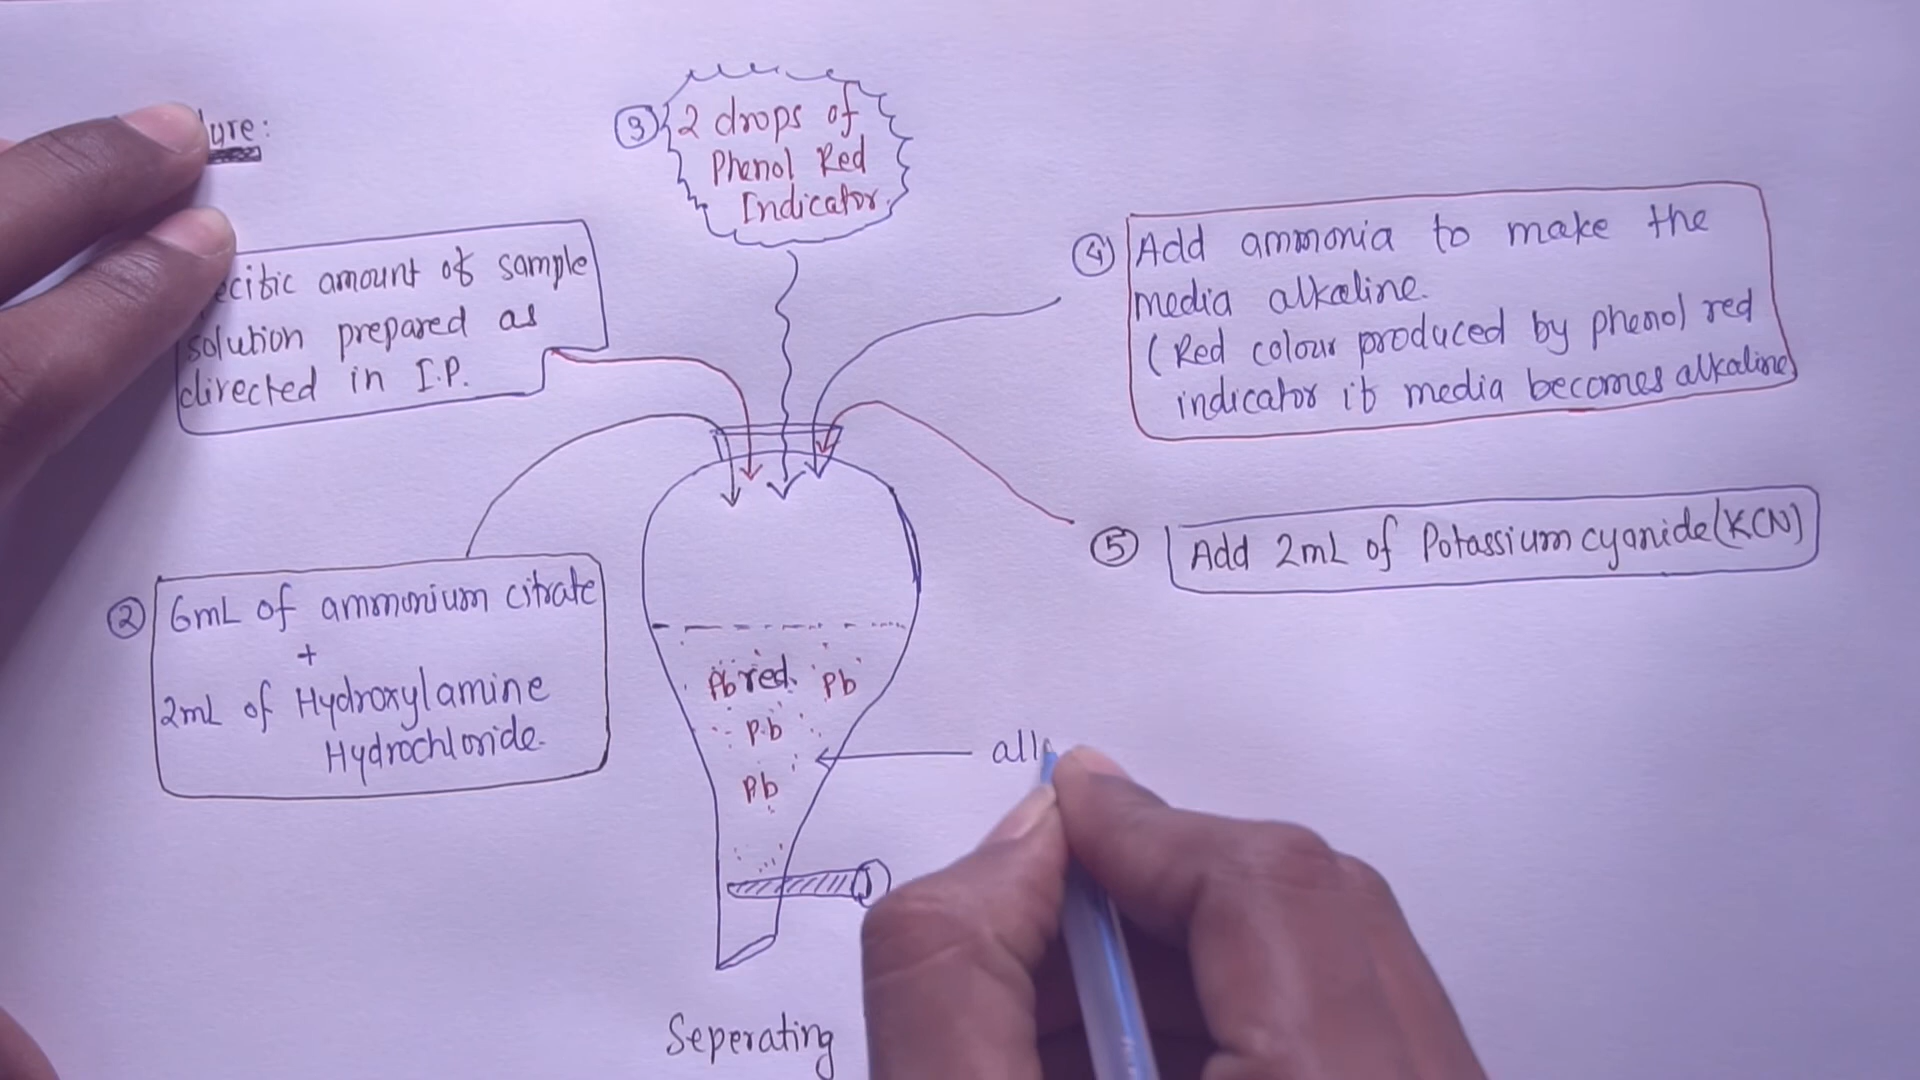 ure:
③ 2 drops of
Phenol Red
Indicator.
ecific amount of sample
solution prepared as
directed in I.P.
② 6mL of ammonium citrate
+
2mL of Hydroxylamine
Hydrochloride.
④ Add ammonia to make the
media alkaline.
(Red colour produced by phenol red
indicator if media becomes alkaline
⑤ Add 2mL of Potassium cyanide (KCN)
Pb red. Pb
Pb
Pb
all
Seperating